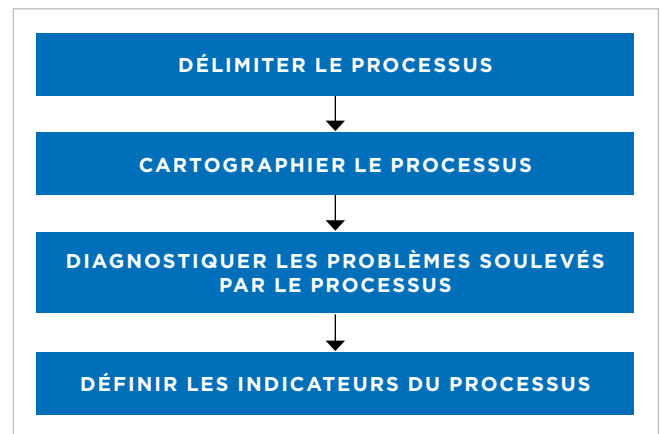 DÉLIMITER LE PROCESSUS
CARTOGRAPHIER LE PROCESSUS
DIAGNOSTIQUER LES PROBLÈMES SOULEVÉS
PAR LE PROCESSUS
DÉFINIR LES INDICATEURS DU PROCESSUS